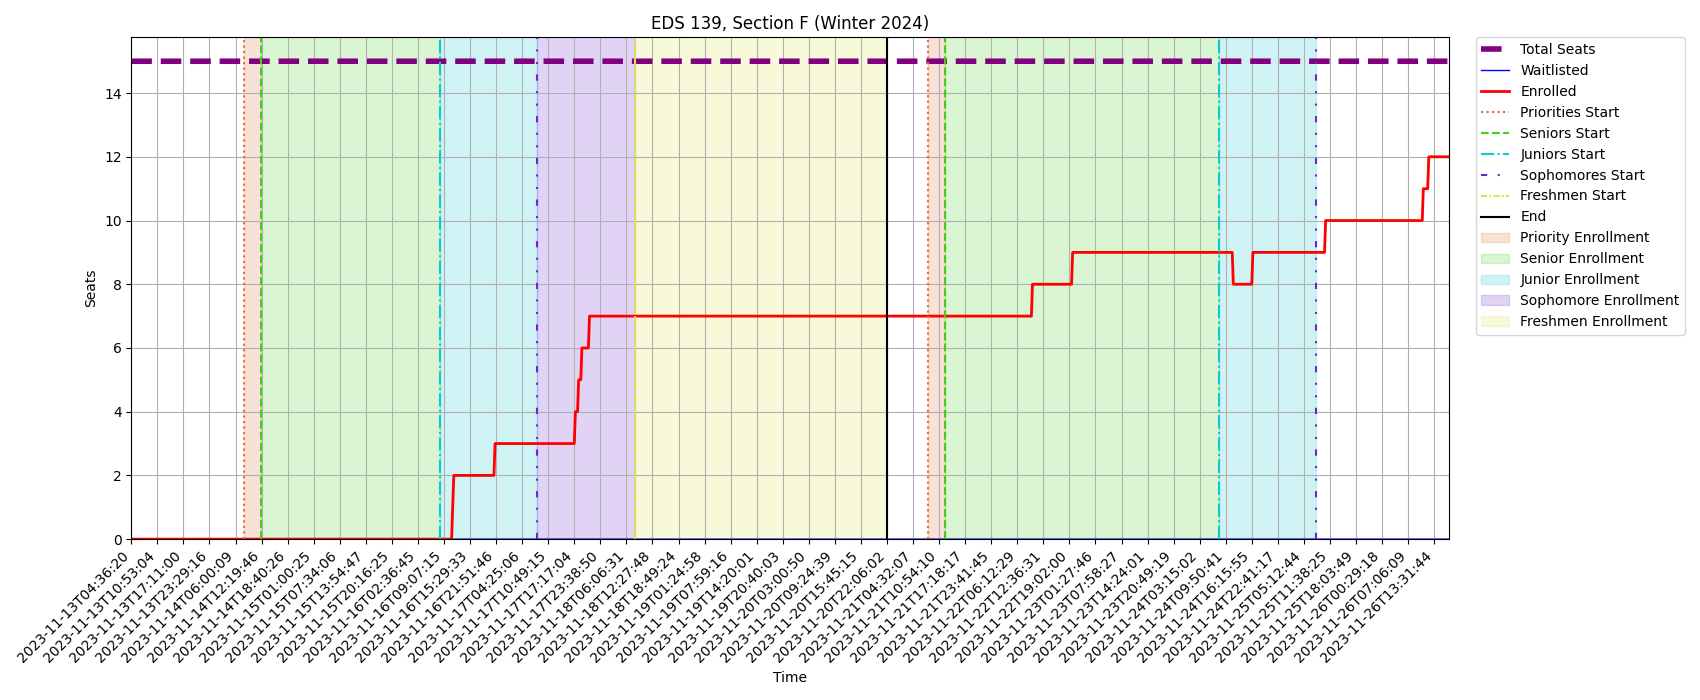 EDS 139, Section F (Winter 2024)
Seats
14
12
10
8
6
4
2
0
2023-11-13T04:36:20
2023-11-13T10:53:04
2023-11-13T17:11:00
2023-11-13T23:29:16
2023-11-14T06:00:09
2023-11-14T12:19:46
2023-11-14T18:40:26
2023-11-15T01:00:25
2023-11-15T07:34:06
2023-11-15T13:54:47
2023-11-15T20:16:25
2023-11-16T02:36:45
2023-11-16T09:07:15
2023-11-16T15:29:33
2023-11-16T21:51:46
2023-11-17T04:25:06
2023-11-17T10:49:15
2023-11-17T17:17:04
2023-11-17T23:38:50
2023-11-18T06:06:31
2023-11-18T12:27:48
2023-11-18T18:49:24
2023-11-19T01:24:58
2023-11-19T07:59:16
2023-11-19T14:20:01
2023-11-19T20:40:03
2023-11-20T03:00:50
2023-11-20T09:24:39
2023-11-20T15:45:15
2023-11-20T22:06:02
2023-11-21T04:32:07
2023-11-21T10:54:10
2023-11-21T17:18:17
2023-11-21T23:41:45
2023-11-22T06:12:29
2023-11-22T12:36:31
2023-11-22T19:02:00
2023-11-23T01:27:46
2023-11-23T07:58:27
2023-11-23T14:24:01
2023-11-23T20:49:19
2023-11-24T03:15:02
2023-11-24T09:50:41
2023-11-24T16:15:55
2023-11-24T22:41:17
2023-11-25T05:12:44
2023-11-25T11:38:25
2023-11-25T18:03:49
2023-11-26T00:29:18
2023-11-26T07:06:09
2023-11-26T13:31:44
Time
Total Seats
Waitlisted
Enrolled
Priorities Start
Seniors Start
Juniors Start
Sophomores Start
Freshmen Start
End
Priority Enrollment
Senior Enrollment
Junior Enrollment
Sophomore Enrollment
Freshmen Enrollment